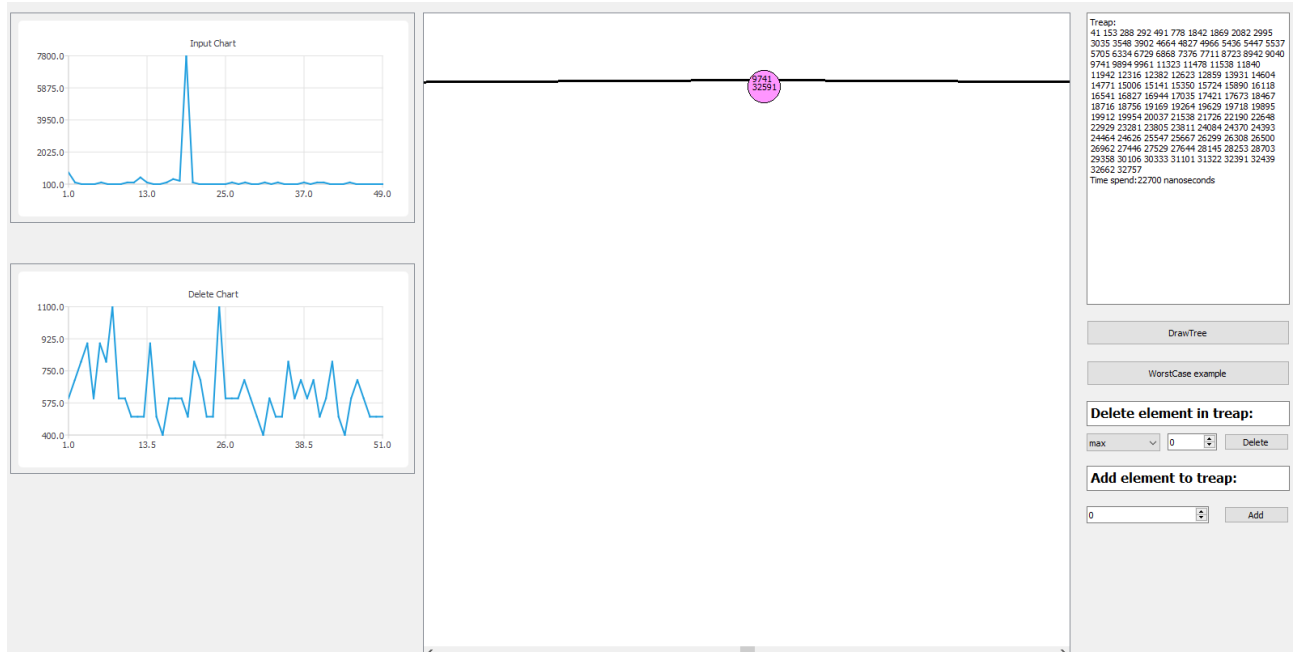 Input Chart
7800.0
5875.0
3950.0
2025.0
100.0
1.0 13.0 25.0 37.0 49.0
Delete Chart
1100.0
925.0
750.0
575.0
400.0
1.0 13.5 26.0 38.5 51.0
9741
32591
Treap:
41 153 288 292 491 778 1842 1869 2082 2995
3035 3548 3902 4664 4827 4966 5436 5447 5537
5705 6334 6729 6868 7376 7711 8723 8942 9040
9741 9894 9961 11323 11478 11538 11840
11942 12316 12382 12623 12859 13931 14604
14771 15006 15141 15350 15724 15890 16118
16541 16827 16944 17035 17421 17673 18467
18716 18756 19169 19264 19629 19718 19895
19912 19954 20037 21538 21726 22190 22648
22929 23281 23805 23811 24084 24370 24393
24464 24626 25547 25667 26299 26308 26500
26962 27446 27529 27644 28145 28253 28703
29358 30106 30333 31101 31322 32391 32439
32662 32757
Time spend:22700 nanoseconds
DrawTree
WorstCase example
Delete element in treap:
max 0 Delete
Add element to treap:
0 Add